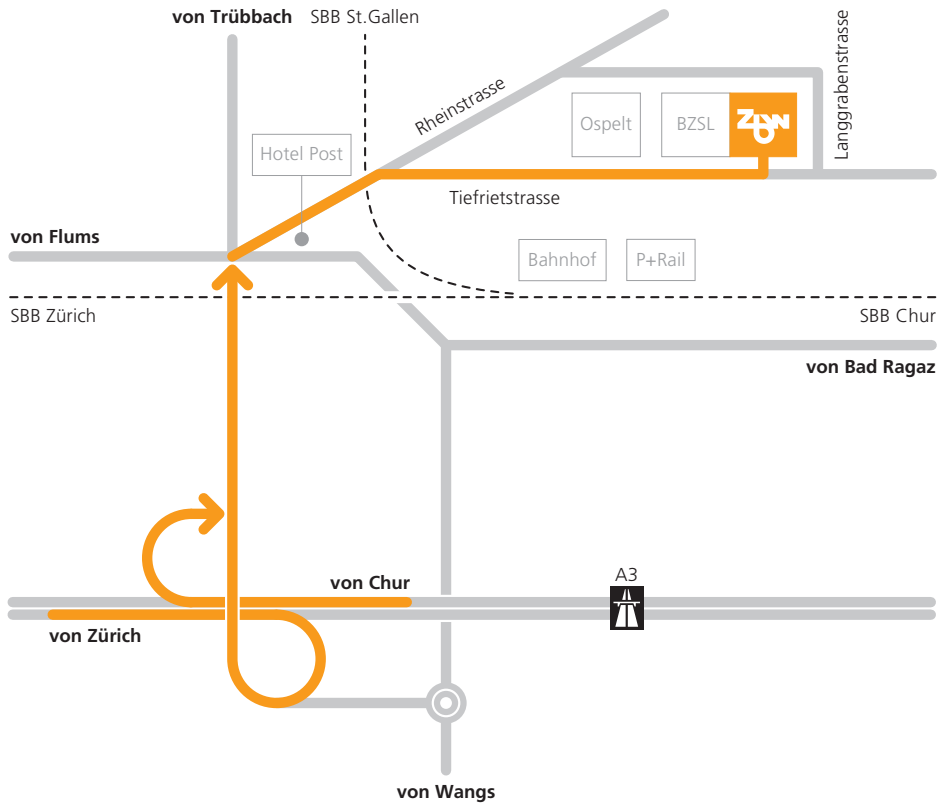 von Trübbach
SBB St.Gallen
Langgrabenstrasse
Rheinstrasse
Ospelt
BZSL
Hotel Post
Tiefrietstrasse
von Flums
Bahnhof
P+Rail
SBB Zürich
SBB Chur
von Bad Ragaz
A3
von Chur
von Zürich
von Wangs